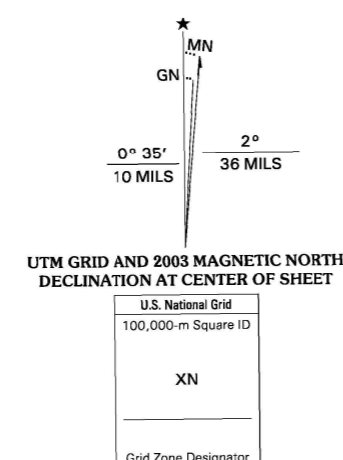 ★
MN
GN
0° 35′
10 MILS
2°
36 MILS
UTM GRID AND 2003 MAGNETIC NORTH
DECLINATION AT CENTER OF SHEET
U.S. National Grid
100,000-m Square ID
XN
Grid Zone Designator